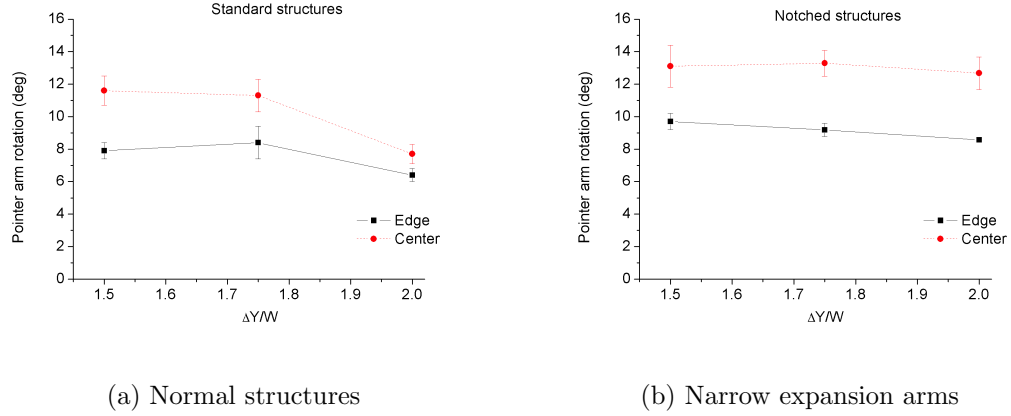 Standard structures
16
14
12
10
8
6
4
2
0
Pointer arm rotation (deg)
Edge
Center
1.5 1.6 1.7 1.8 1.9 2.0
ΔY/W
(a) Normal structures
Notched structures
16
14
12
10
8
6
4
2
0
Pointer arm rotation (deg)
Edge
Center
1.5 1.6 1.7 1.8 1.9 2.0
ΔY/W
(b) Narrow expansion arms